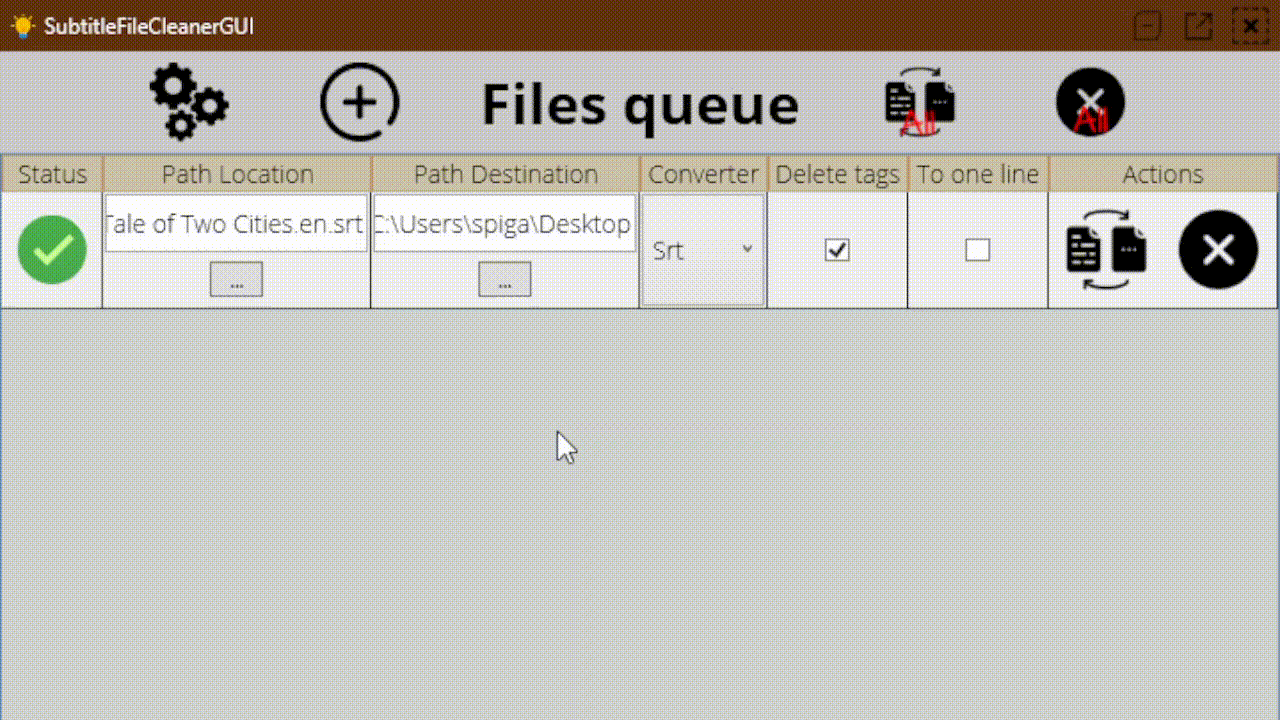 SubtitleFileCleanerGUI
Files queue
All
All
Status Path Location Path Destination Converter Delete tags To one line Actions
Tale of Two Cities.en.srt C:\Users\spiga\Desktop Srt
... ...